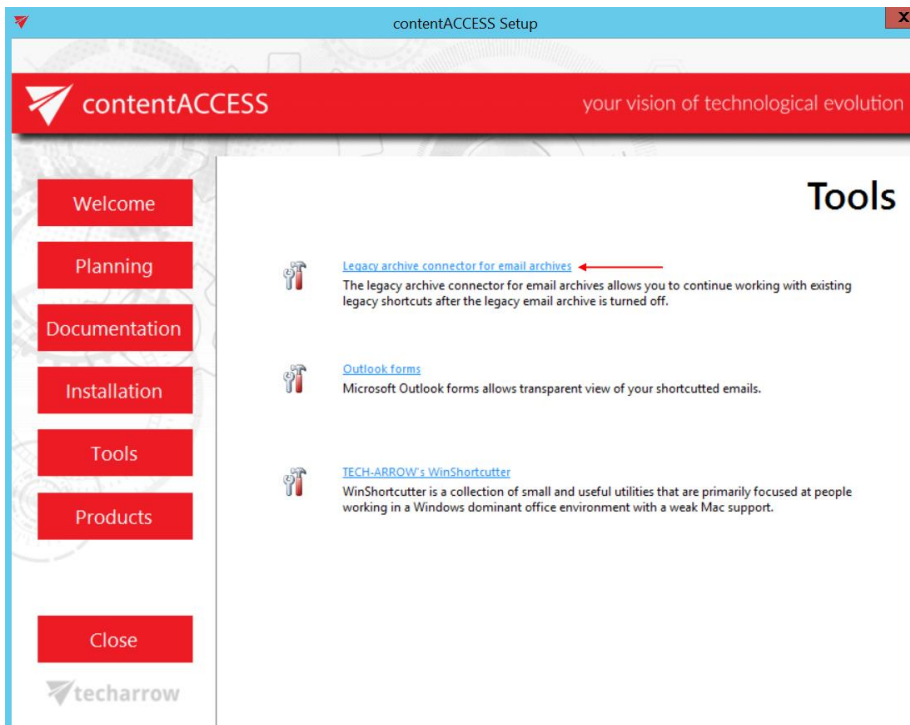 contentACCESS Setup
X
contentACCESS
your vision of technological evolution
Welcome
Planning
Documentation
Installation
Tools
Products
Close
techarrow
Tools
Legacy archive connector for email archives
The legacy archive connector for email archives allows you to continue working with existing
legacy shortcuts after the legacy email archive is turned off.
Outlook forms
Microsoft Outlook forms allows transparent view of your shortcutted emails.
TECH-ARROW's WinShortcutter
WinShortcutter is a collection of small and useful utilities that are primarily focused at people
working in a Windows dominant office environment with a weak Mac support.